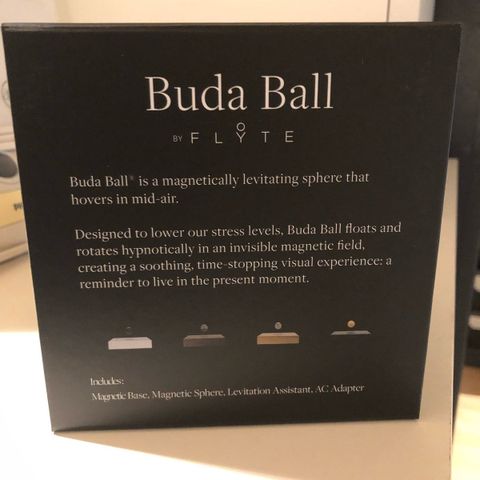 Buda Ball
BY FLYTE
Buda Ball® is a magnetically levitating sphere that
hovers in mid-air.
Designed to lower our stress levels, Buda Ball floats and
rotates hypnotically in an invisible magnetic field,
creating a soothing, time-stopping visual experience: a
reminder to live in the present moment.
Includes:
Magnetic Base, Magnetic Sphere, Levitation Assistant, AC Adapter